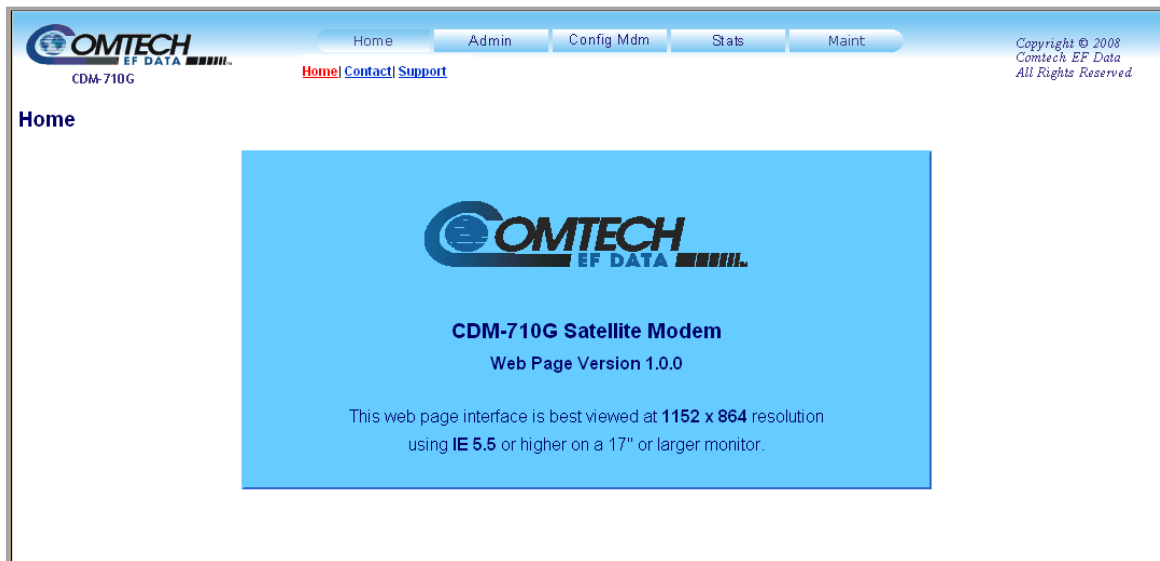 COMTECH
EF DATA
CDM-710G
Home Admin Config Mdm Stats Maint
Home| Contact| Support
Copyright © 2008
Comtech EF Data
All Rights Reserved
Home
COMTECH
EF DATA
CDM-710G Satellite Modem
Web Page Version 1.0.0
This web page interface is best viewed at 1152 x 864 resolution
using IE 5.5 or higher on a 17" or larger monitor.